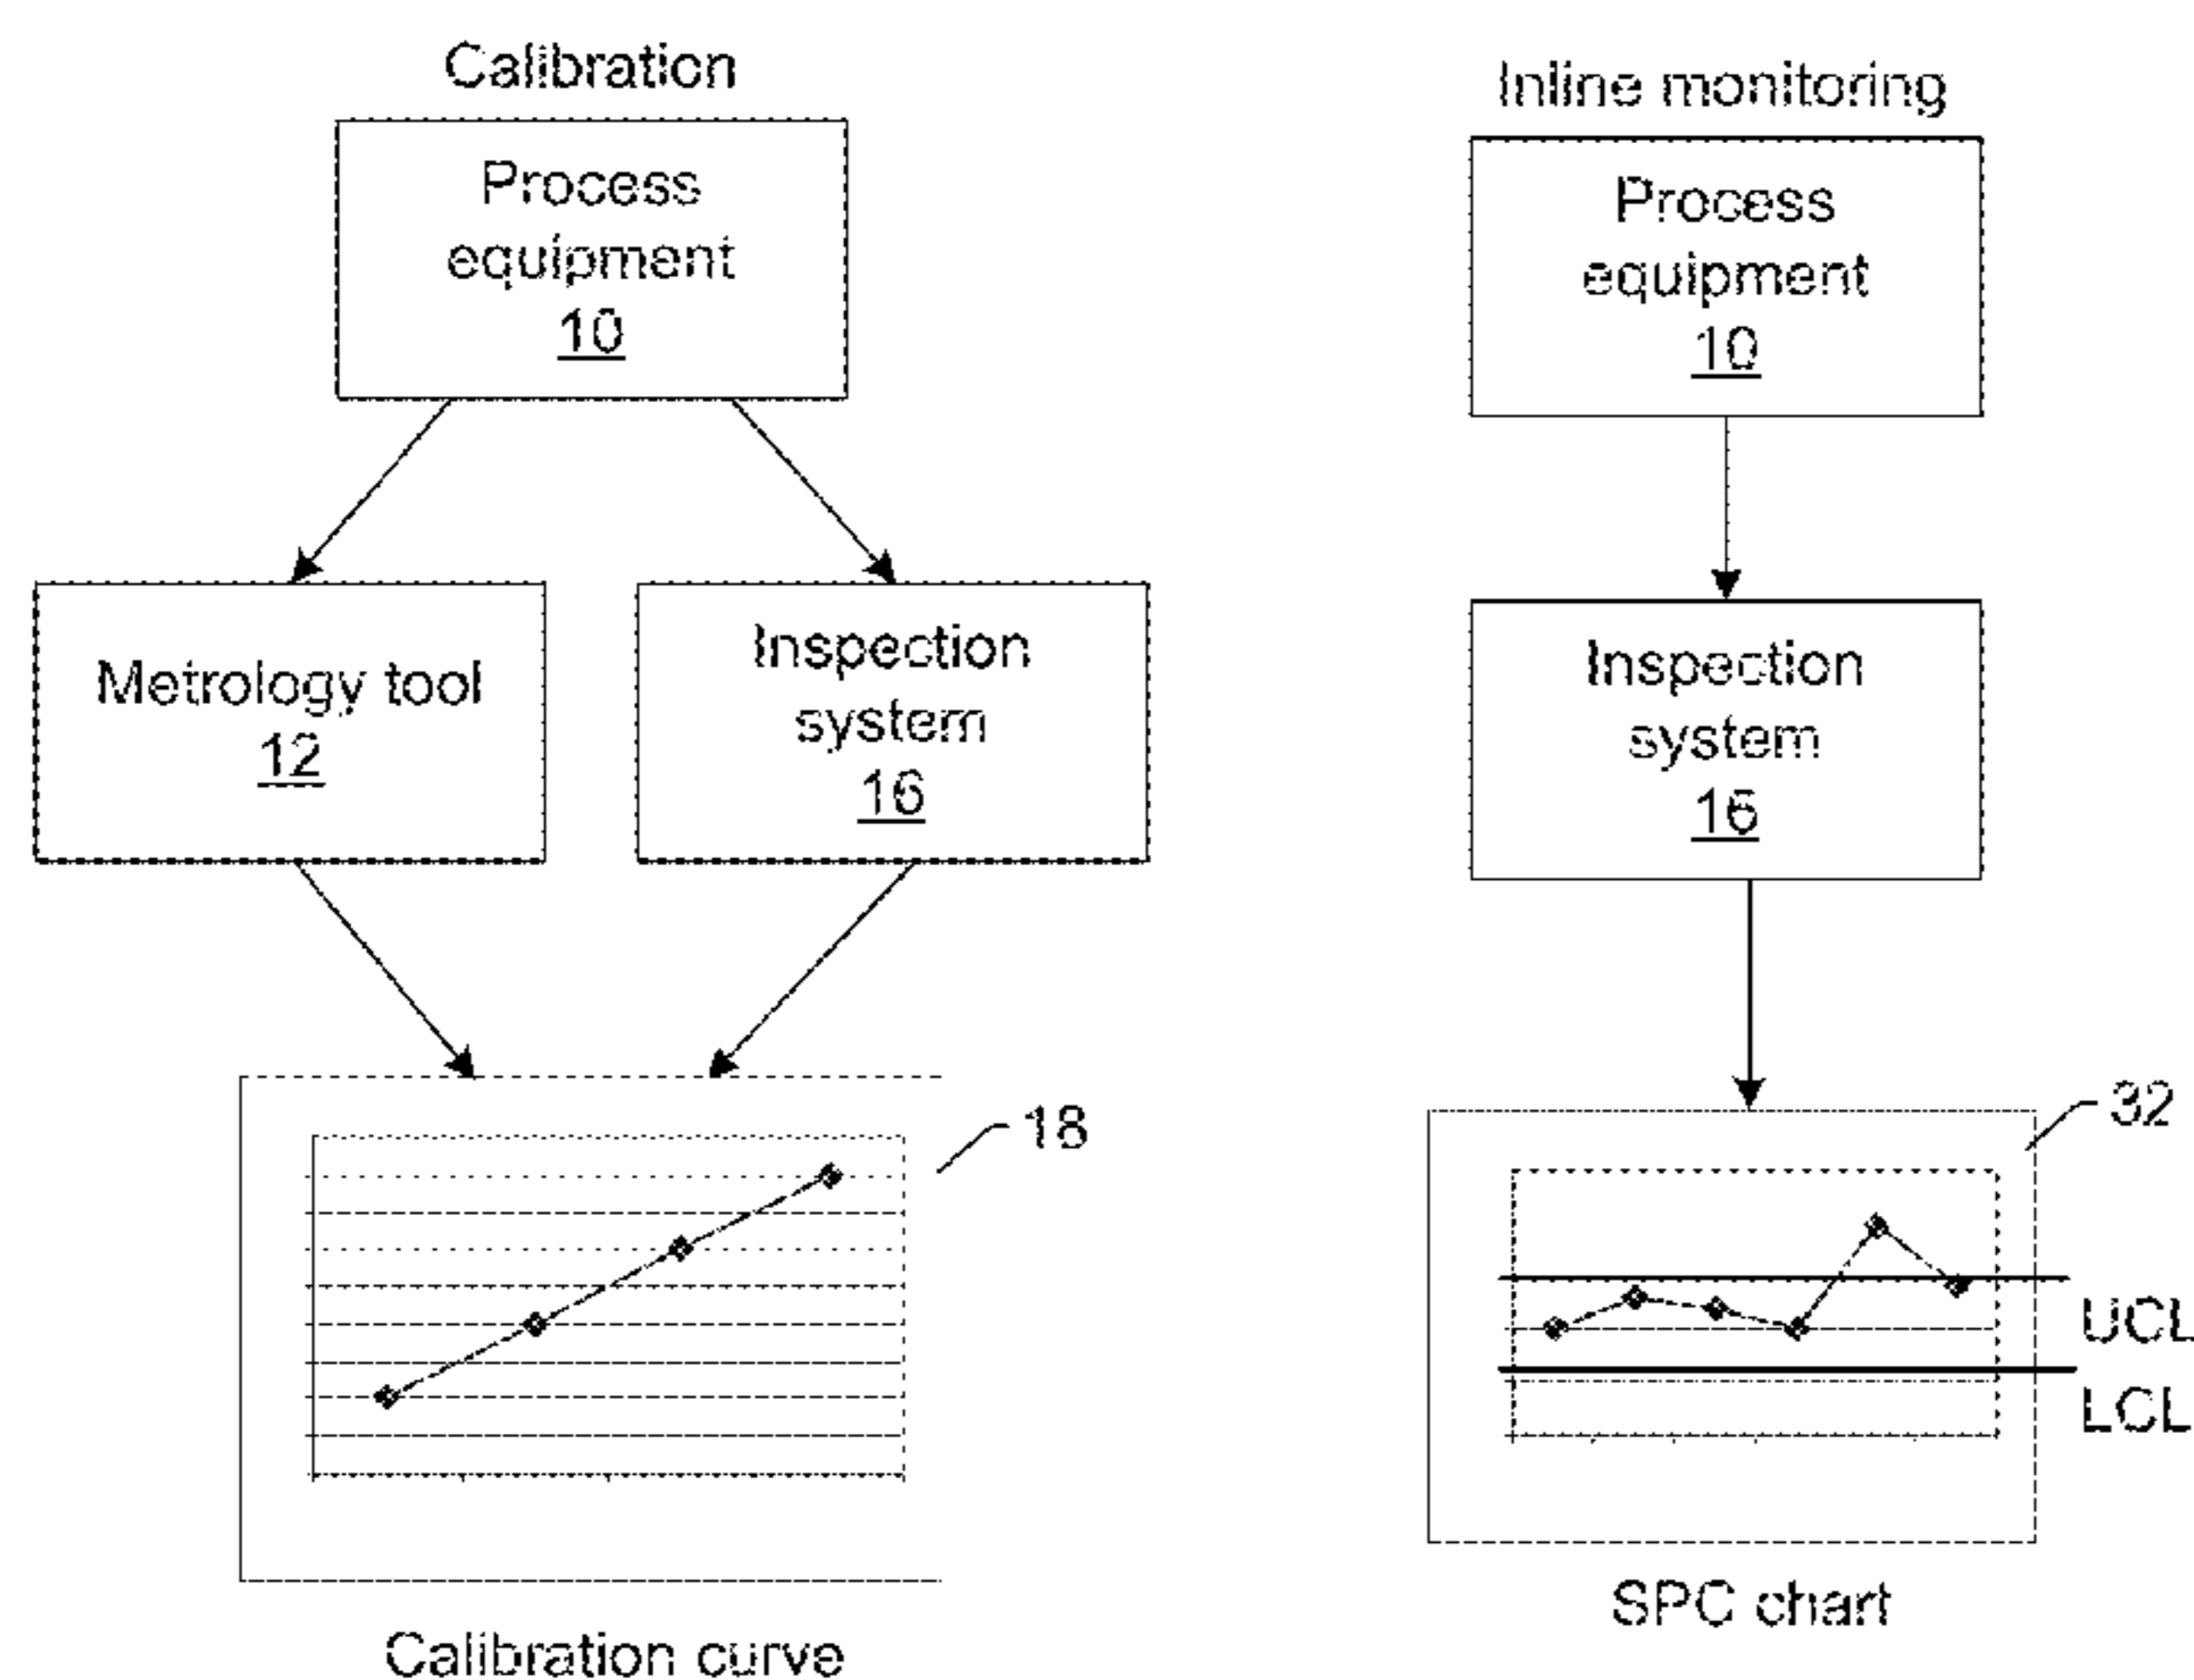 Calibration
Process
equipment
10
Metrology tool
12
Inspection
system
16
18
Calibration curve
Inline monitoring
Process
equipment
10
Inspection
system
16
32
UCL
LCL
SPC chart